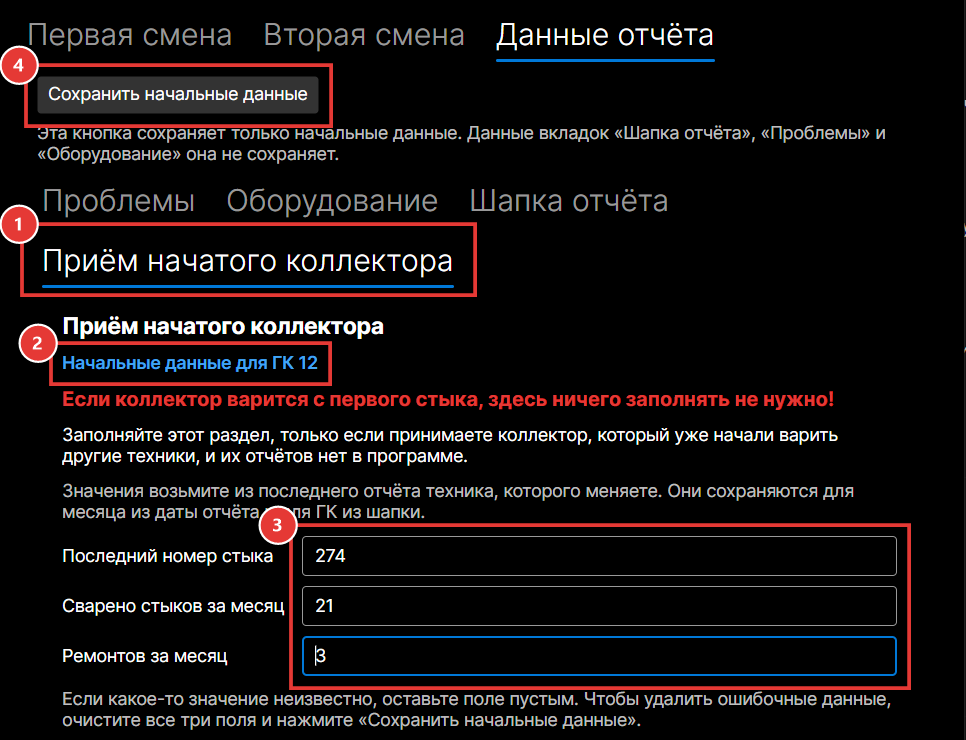 Первая смена Вторая смена Данные отчёта
4
Сохранить начальные данные
Эта кнопка сохраняет только начальные данные. Данные вкладок «Шапка отчёта», «Проблемы» и
«Оборудование» она не сохраняет.
Проблемы Оборудование Шапка отчёта
1
Приём начатого коллектора
Приём начатого коллектора
2
Начальные данные для ГК 12
Если коллектор варится с первого стыка, здесь ничего заполнять не нужно!
Заполняйте этот раздел, только если принимаете коллектор, который уже начали варить
другие техники, и их отчётов нет в программе.
Значения возьмите из последнего отчёта техника, которого меняете. Они сохраняются для
месяца из даты отчёта для ГК из шапки.
3
Последний номер стыка 274
Сварено стыков за месяц 21
Ремонтов за месяц 3
Если какое-то значение неизвестно, оставьте поле пустым. Чтобы удалить ошибочные данные,
очистите все три поля и нажмите «Сохранить начальные данные».